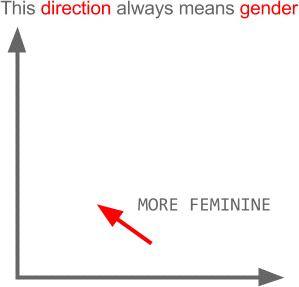 This direction always means gender
MORE FEMININE